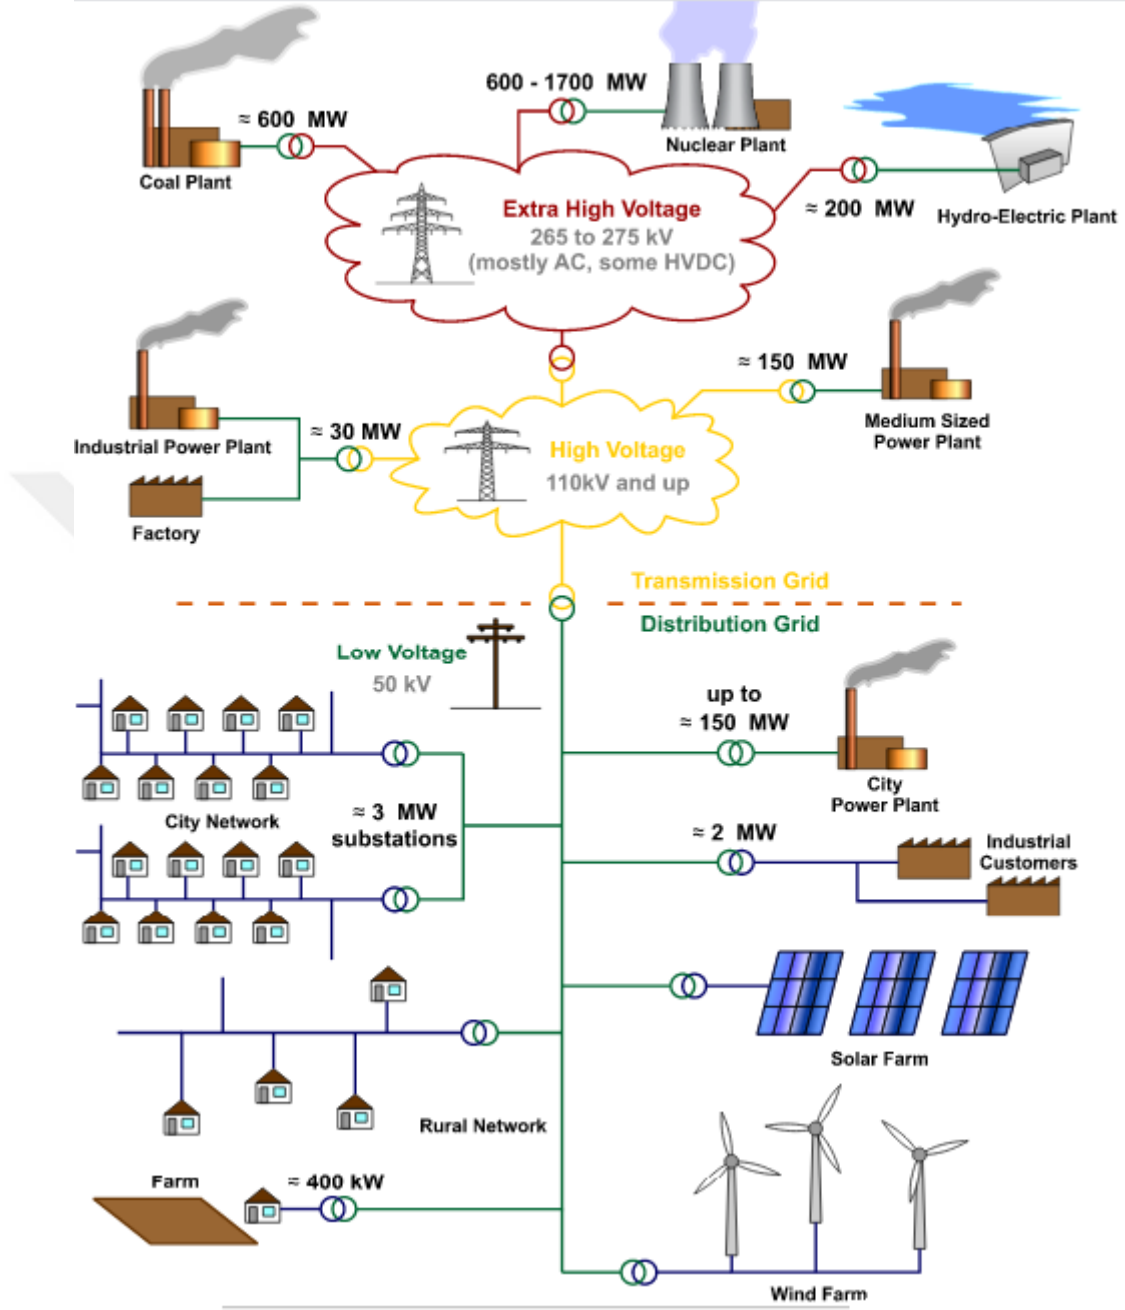 600 - 1700 MW
≈ 600 MW
Nuclear Plant
Coal Plant
≈ 200 MW
Hydro-Electric Plant
Extra High Voltage
265 to 275 kV
(mostly AC, some HVDC)
≈ 150 MW
Medium Sized
Power Plant
≈ 30 MW
Industrial Power Plant
High Voltage
110kV and up
Factory
Transmission Grid
Distribution Grid
Low Voltage
50 kV
up to
≈ 150 MW
City
Power Plant
City Network
≈ 3 MW
substations
≈ 2 MW
Industrial
Customers
Solar Farm
Rural Network
Farm
≈ 400 kW
Wind Farm